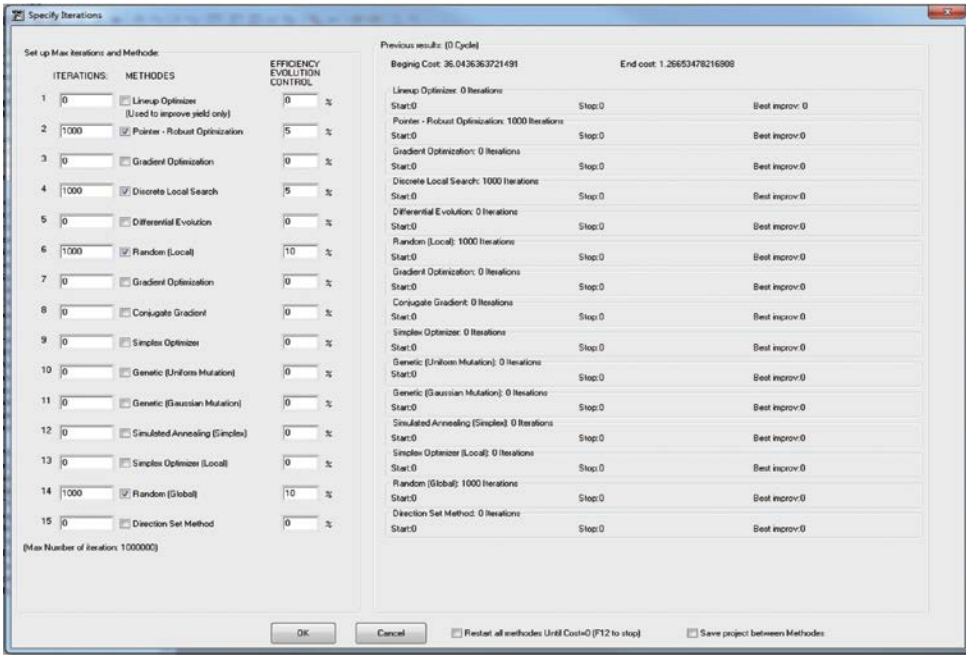 Specify Iterations
Set up Max iterations and Methode:
ITERATIONS: METHODES EFFICIENCY EVOLUTION CONTROL
1 0 Lineup Optimizer 0 %
(Used to improve yield only)
2 1000 Pointer - Robust Optimization 5 %
3 0 Gradient Optimization 0 %
4 1000 Discrete Local Search 5 %
5 0 Differential Evolution 0 %
6 1000 Random (Local) 10 %
7 0 Gradient Optimization 0 %
8 0 Conjugate Gradient 0 %
9 0 Simplex Optimizer 0 %
10 0 Genetic (Uniform Mutation) 0 %
11 0 Genetic (Gaussian Mutation) 0 %
12 0 Simulated Annealing (Simplex) 0 %
13 0 Simplex Optimizer (Local) 0 %
14 1000 Random (Global) 10 %
15 0 Direction Set Method 0 %
(Max Number of iteration: 1000000)
Previous results: (0 Cycle)
Beginig Cost: 36.0436363721491 End cost: 1.26653478216908
Lineup Optimizer: 0 Iterations
Start:0 Stop:0 Best improv: 0
Pointer - Robust Optimization: 1000 Iterations
Start:0 Stop:0 Best improv:0
Gradient Optimization: 0 Iterations
Start:0 Stop:0 Best improv:0
Discrete Local Search: 1000 Iterations
Start:0 Stop:0 Best improv:0
Differential Evolution: 0 Iterations
Start:0 Stop:0 Best improv:0
Random (Local): 1000 Iterations
Start:0 Stop:0 Best improv:0
Gradient Optimization: 0 Iterations
Start:0 Stop:0 Best improv:0
Conjugate Gradient: 0 Iterations
Start:0 Stop:0 Best improv:0
Simplex Optimizer: 0 Iterations
Start:0 Stop:0 Best improv:0
Genetic (Uniform Mutation): 0 Iterations
Start:0 Stop:0 Best improv:0
Genetic (Gaussian Mutation): 0 Iterations
Start:0 Stop:0 Best improv:0
Simulated Annealing (Simplex): 0 Iterations
Start:0 Stop:0 Best improv:0
Simplex Optimizer (Local): 0 Iterations
Start:0 Stop:0 Best improv:0
Random (Global): 1000 Iterations
Start:0 Stop:0 Best improv:0
Direction Set Method: 0 Iterations
Start:0 Stop:0 Best improv:0
OK Cancel Restart all methodes Until Cost=0 (F12 to stop) Save project between Methodes